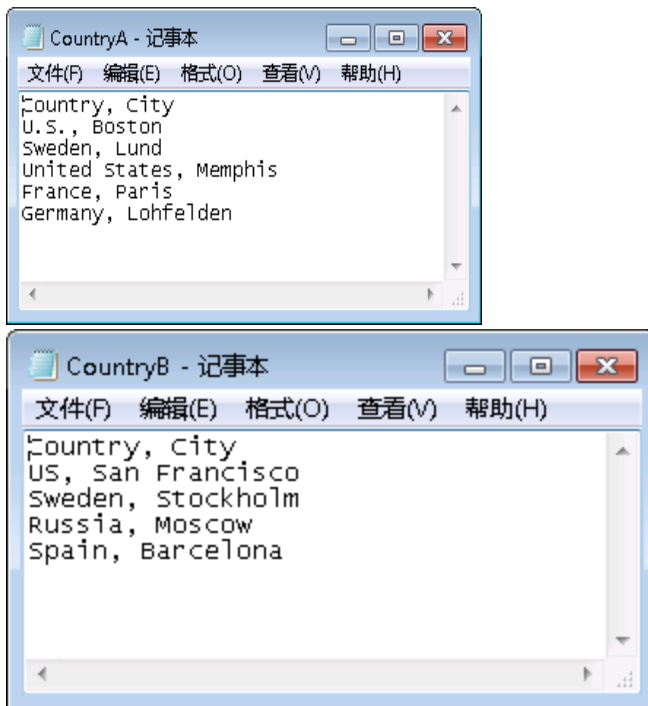 CountryA - 记事本
文件(F) 编辑(E) 格式(O) 查看(V) 帮助(H)
Country, City
U.S., Boston
Sweden, Lund
United States, Memphis
France, Paris
Germany, Lohfelden
CountryB - 记事本
文件(F) 编辑(E) 格式(O) 查看(V) 帮助(H)
Country, City
US, San Francisco
Sweden, Stockholm
Russia, Moscow
Spain, Barcelona